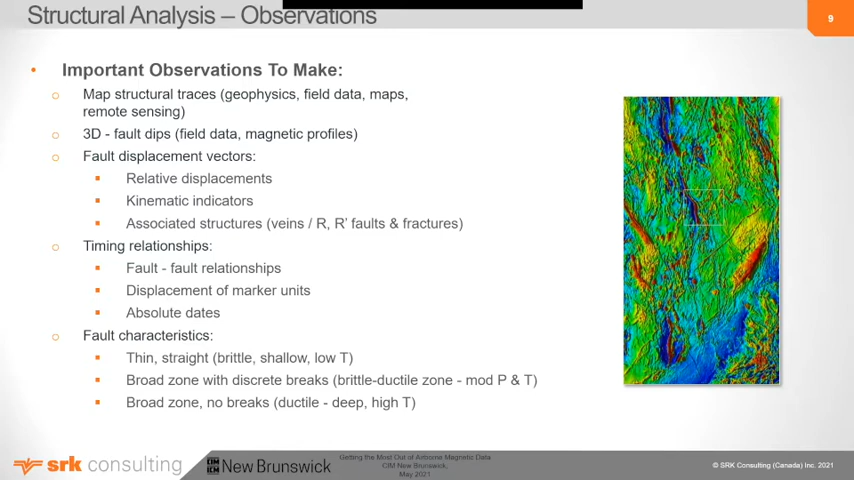 Structural Analysis – Observations
9
• Important Observations To Make:
o Map structural traces (geophysics, field data, maps,
remote sensing)
o 3D - fault dips (field data, magnetic profiles)
o Fault displacement vectors:
▪ Relative displacements
▪ Kinematic indicators
▪ Associated structures (veins / R, R' faults & fractures)
o Timing relationships:
▪ Fault - fault relationships
▪ Displacement of marker units
▪ Absolute dates
o Fault characteristics:
▪ Thin, straight (brittle, shallow, low T)
▪ Broad zone with discrete breaks (brittle-ductile zone - mod P & T)
▪ Broad zone, no breaks (ductile - deep, high T)
srk consulting
CIM ICM New Brunswick
Getting the Most Out of Airborne Magnetic Data
CIM New Brunswick,
May 2021
© SRK Consulting (Canada) Inc. 2021